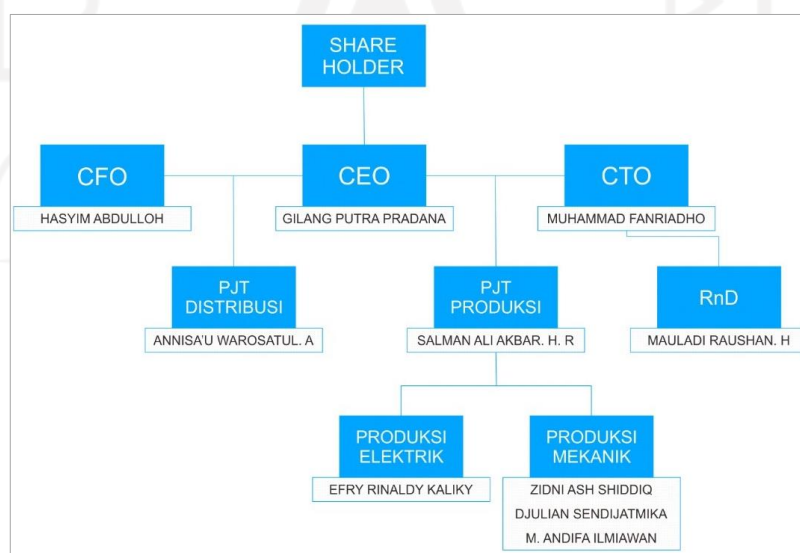 SHARE
HOLDER
CFO
CEO
CTO
HASYIM ABDULLOH
GILANG PUTRA PRADANA
MUHAMMAD FANRIADHO
PJT
DISTRIBUSI
PJT
PRODUKSI
RnD
ANNISA'U WAROSATUL. A
SALMAN ALI AKBAR. H. R
MAULADI RAUSHAN. H
PRODUKSI
ELEKTRIK
PRODUKSI
MEKANIK
EFRY RINALDY KALIKY
ZIDNI ASH SHIDDIQ
DJULIAN SENDIJATMIKA
M. ANDIFA ILMIAWAN